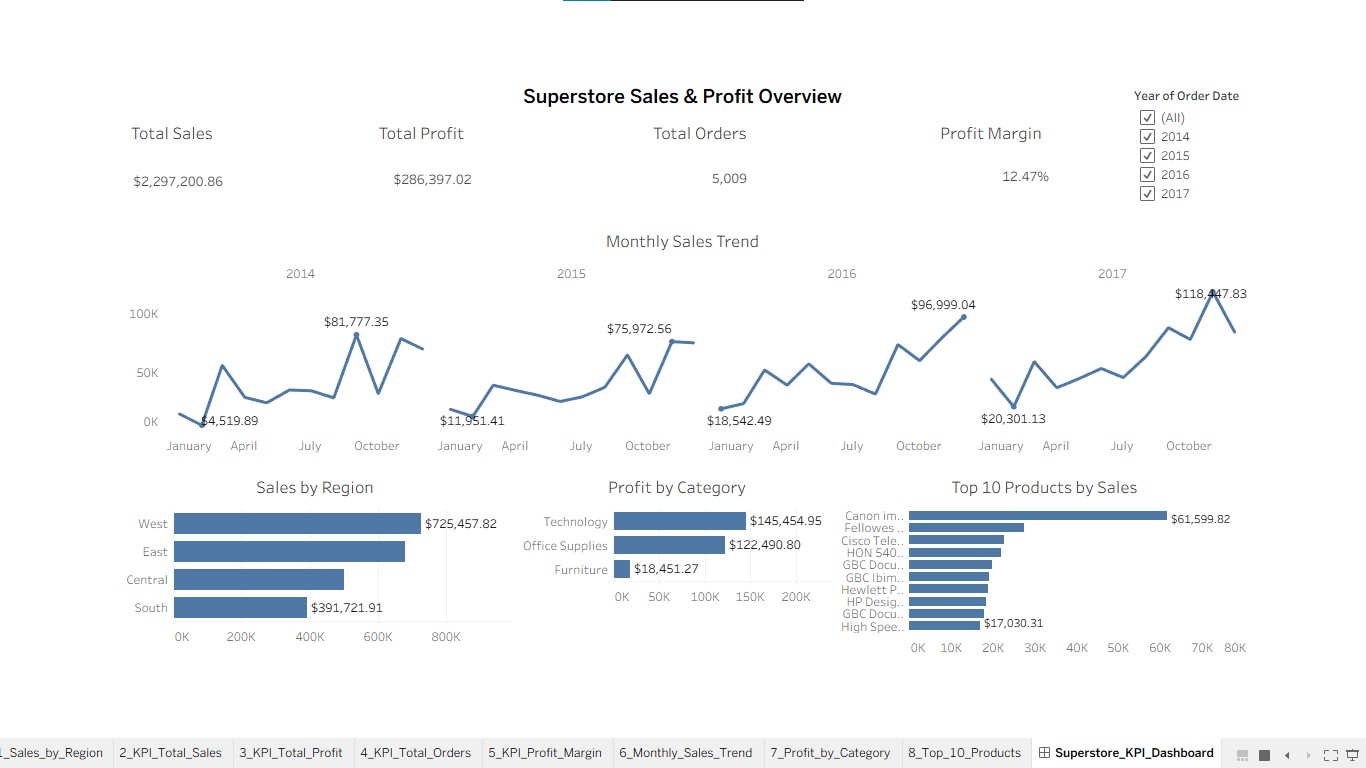 Superstore Sales & Profit Overview
Year of Order Date
(All)
2014
2015
2016
2017
Total Sales
Total Profit
Total Orders
Profit Margin
$2,297,200.86
$286,397.02
5,009
12.47%
Monthly Sales Trend
2014 2015 2016 2017
100K
50K
0K
$81,777.35
$4,519.89
$75,972.56
$11,951.41
$96,999.04
$18,542.49
$118,447.83
$20,301.13
January April July October January April July October January April July October January April July October
Sales by Region
West $725,457.82
East
Central
South $391,721.91
0K 200K 400K 600K 800K
Profit by Category
Technology $145,454.95
Office Supplies $122,490.80
Furniture $18,451.27
0K 50K 100K 150K 200K
Top 10 Products by Sales
Canon im.. $61,599.82
Fellowes ..
Cisco Tele..
HON 540..
GBC Docu..
GBC Ibim..
Hewlett P..
HP Desig..
GBC Docu..
High Spee.. $17,030.31
0K 10K 20K 30K 40K 50K 60K 70K 80K
1_Sales_by_Region 2_KPI_Total_Sales 3_KPI_Total_Profit 4_KPI_Total_Orders 5_KPI_Profit_Margin 6_Monthly_Sales_Trend 7_Profit_by_Category 8_Top_10_Products Superstore_KPI_Dashboard